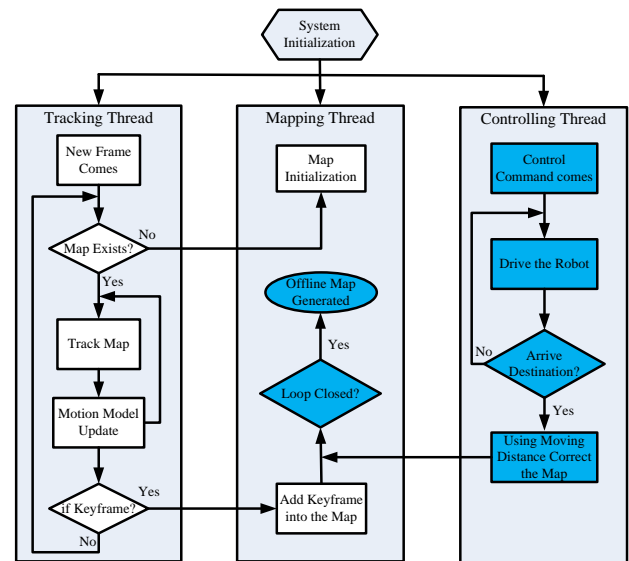 System
Initialization
Tracking Thread
New Frame
Comes
No
Map Exists?
Yes
Track Map
Motion Model
Update
Yes
if Keyframe?
No
Mapping Thread
Map
Initialization
Offline Map
Generated
Yes
Loop Closed?
Add Keyframe
into the Map
Controlling Thread
Control
Command comes
Drive the Robot
No
Arrive
Destination?
Yes
Using Moving
Distance Correct
the Map